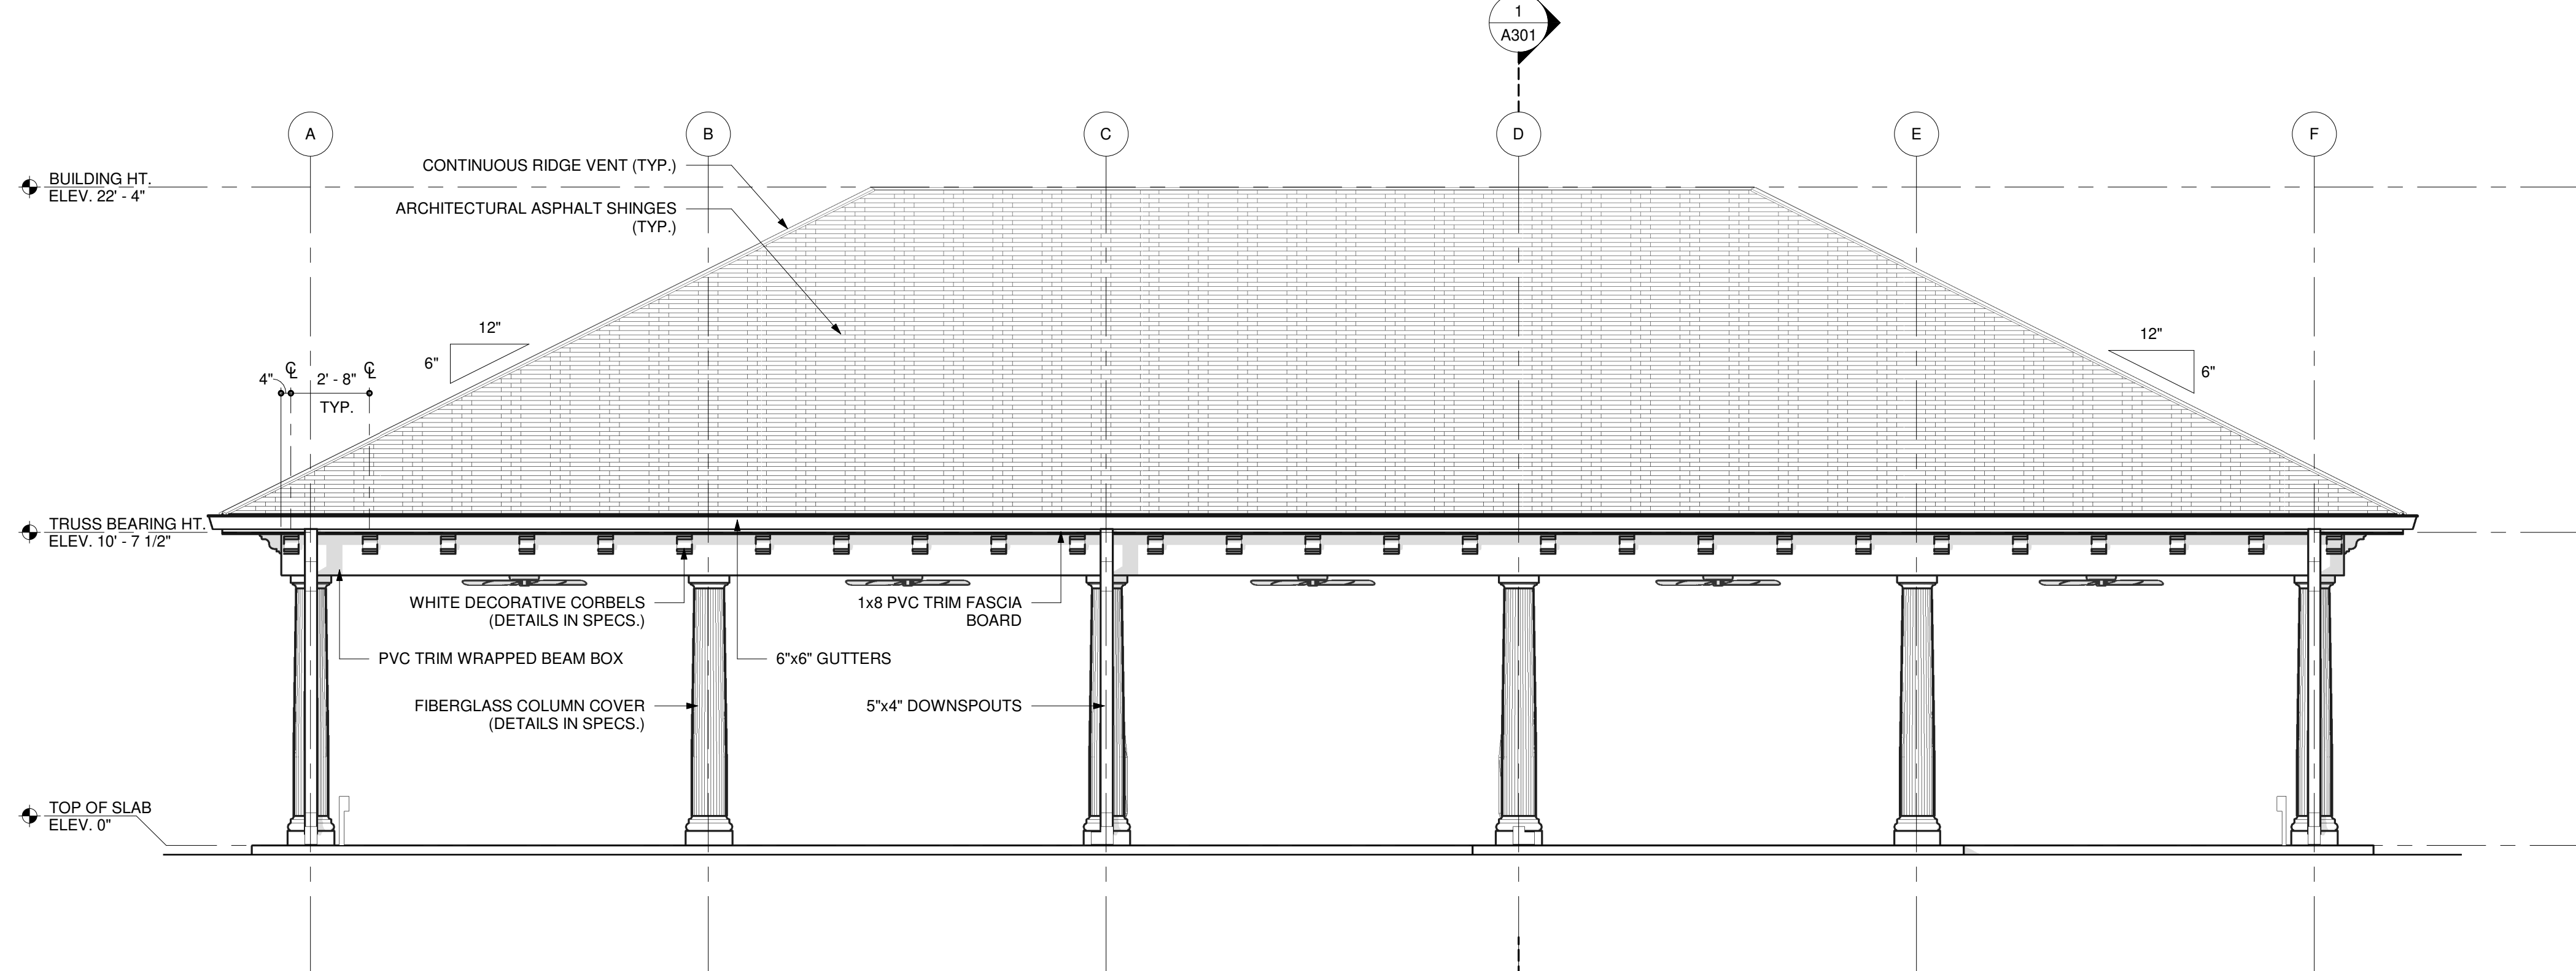 1
A301
A
B
C
D
E
F
BUILDING HT.
ELEV. 22' - 4"
CONTINUOUS RIDGE VENT (TYP.)
ARCHITECTURAL ASPHALT SHINGES
(TYP.)
12"
6"
12"
6"
4"
℄
2' - 8"
℄
TYP.
TRUSS BEARING HT.
ELEV. 10' - 7 1/2"
WHITE DECORATIVE CORBELS
(DETAILS IN SPECS.)
1x8 PVC TRIM FASCIA
BOARD
PVC TRIM WRAPPED BEAM BOX
6"x6" GUTTERS
FIBERGLASS COLUMN COVER
(DETAILS IN SPECS.)
5"x4" DOWNSPOUTS
TOP OF SLAB
ELEV. 0"